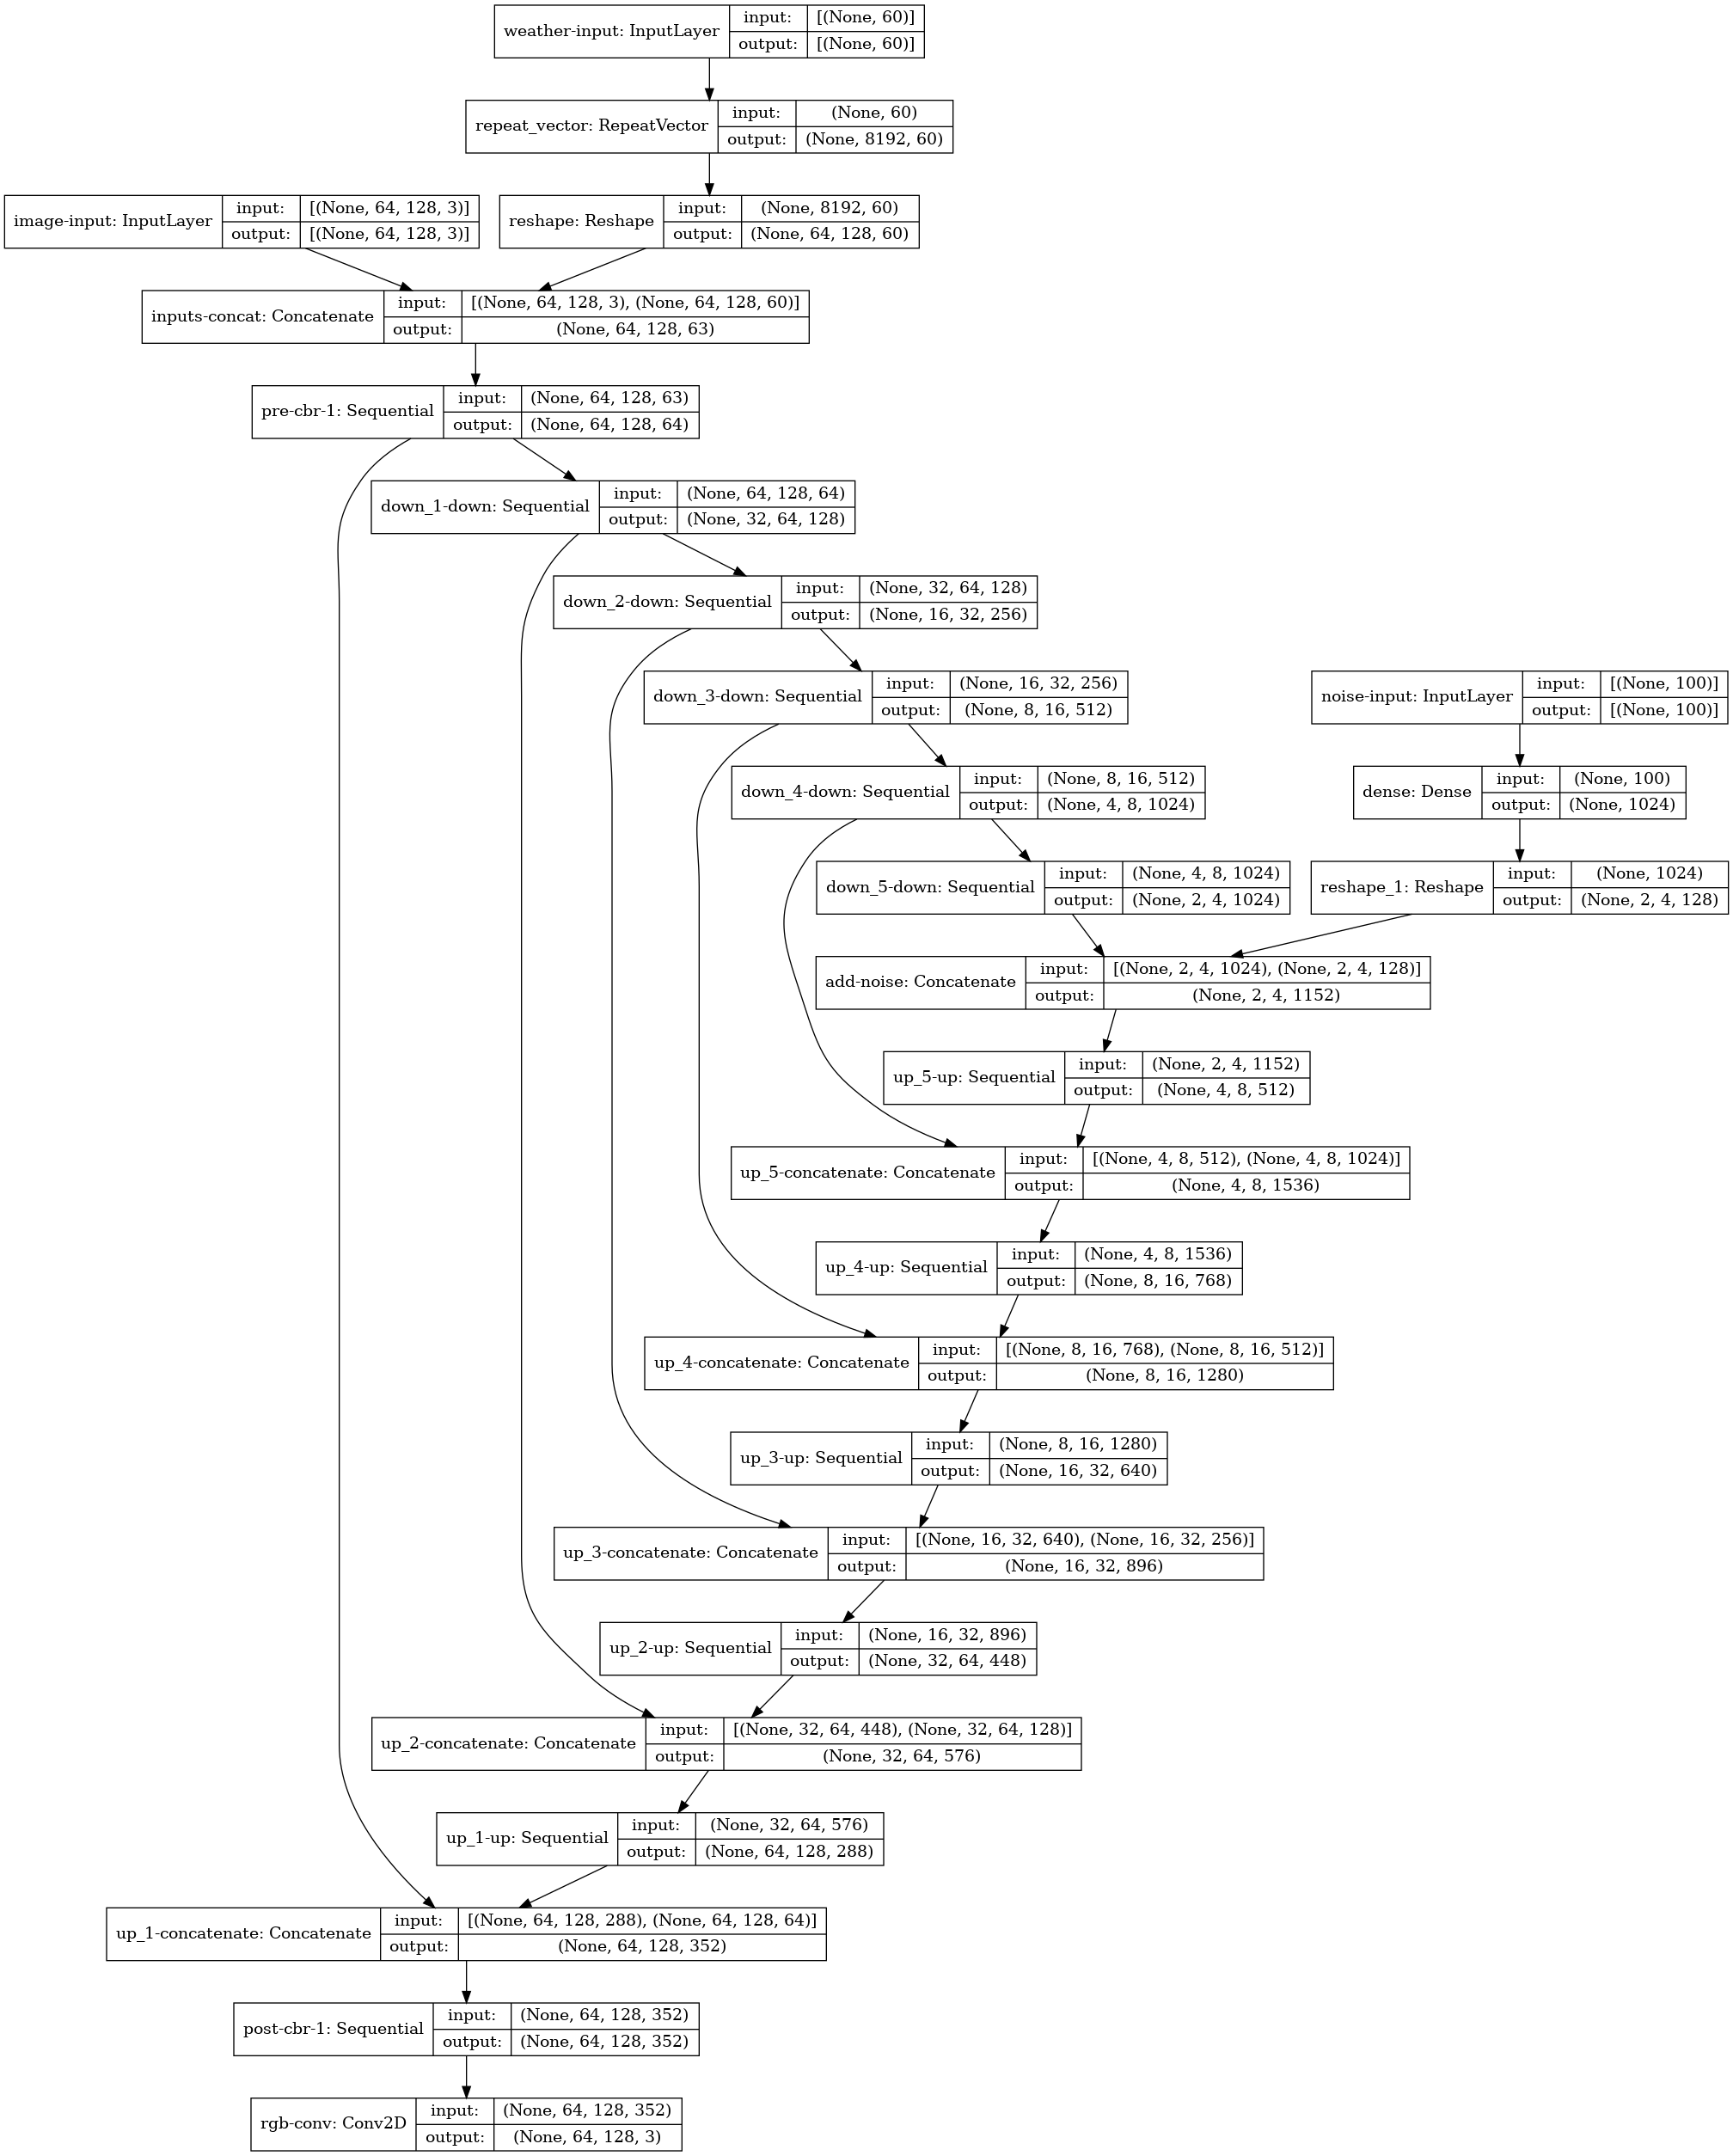 weather-input: InputLayer
input:
[(None, 60)]
output:
[(None, 60)]
repeat_vector: RepeatVector
input:
(None, 60)
output:
(None, 8192, 60)
image-input: InputLayer
input:
[(None, 64, 128, 3)]
output:
[(None, 64, 128, 3)]
reshape: Reshape
input:
(None, 8192, 60)
output:
(None, 64, 128, 60)
inputs-concat: Concatenate
input:
[(None, 64, 128, 3), (None, 64, 128, 60)]
output:
(None, 64, 128, 63)
pre-cbr-1: Sequential
input:
(None, 64, 128, 63)
output:
(None, 64, 128, 64)
down_1-down: Sequential
input:
(None, 64, 128, 64)
output:
(None, 32, 64, 128)
down_2-down: Sequential
input:
(None, 32, 64, 128)
output:
(None, 16, 32, 256)
down_3-down: Sequential
input:
(None, 16, 32, 256)
output:
(None, 8, 16, 512)
noise-input: InputLayer
input:
[(None, 100)]
output:
[(None, 100)]
down_4-down: Sequential
input:
(None, 8, 16, 512)
output:
(None, 4, 8, 1024)
dense: Dense
input:
(None, 100)
output:
(None, 1024)
down_5-down: Sequential
input:
(None, 4, 8, 1024)
output:
(None, 2, 4, 1024)
reshape_1: Reshape
input:
(None, 1024)
output:
(None, 2, 4, 128)
add-noise: Concatenate
input:
[(None, 2, 4, 1024), (None, 2, 4, 128)]
output:
(None, 2, 4, 1152)
up_5-up: Sequential
input:
(None, 2, 4, 1152)
output:
(None, 4, 8, 512)
up_5-concatenate: Concatenate
input:
[(None, 4, 8, 512), (None, 4, 8, 1024)]
output:
(None, 4, 8, 1536)
up_4-up: Sequential
input:
(None, 4, 8, 1536)
output:
(None, 8, 16, 768)
up_4-concatenate: Concatenate
input:
[(None, 8, 16, 768), (None, 8, 16, 512)]
output:
(None, 8, 16, 1280)
up_3-up: Sequential
input:
(None, 8, 16, 1280)
output:
(None, 16, 32, 640)
up_3-concatenate: Concatenate
input:
[(None, 16, 32, 640), (None, 16, 32, 256)]
output:
(None, 16, 32, 896)
up_2-up: Sequential
input:
(None, 16, 32, 896)
output:
(None, 32, 64, 448)
up_2-concatenate: Concatenate
input:
[(None, 32, 64, 448), (None, 32, 64, 128)]
output:
(None, 32, 64, 576)
up_1-up: Sequential
input:
(None, 32, 64, 576)
output:
(None, 64, 128, 288)
up_1-concatenate: Concatenate
input:
[(None, 64, 128, 288), (None, 64, 128, 64)]
output:
(None, 64, 128, 352)
post-cbr-1: Sequential
input:
(None, 64, 128, 352)
output:
(None, 64, 128, 352)
rgb-conv: Conv2D
input:
(None, 64, 128, 352)
output:
(None, 64, 128, 3)